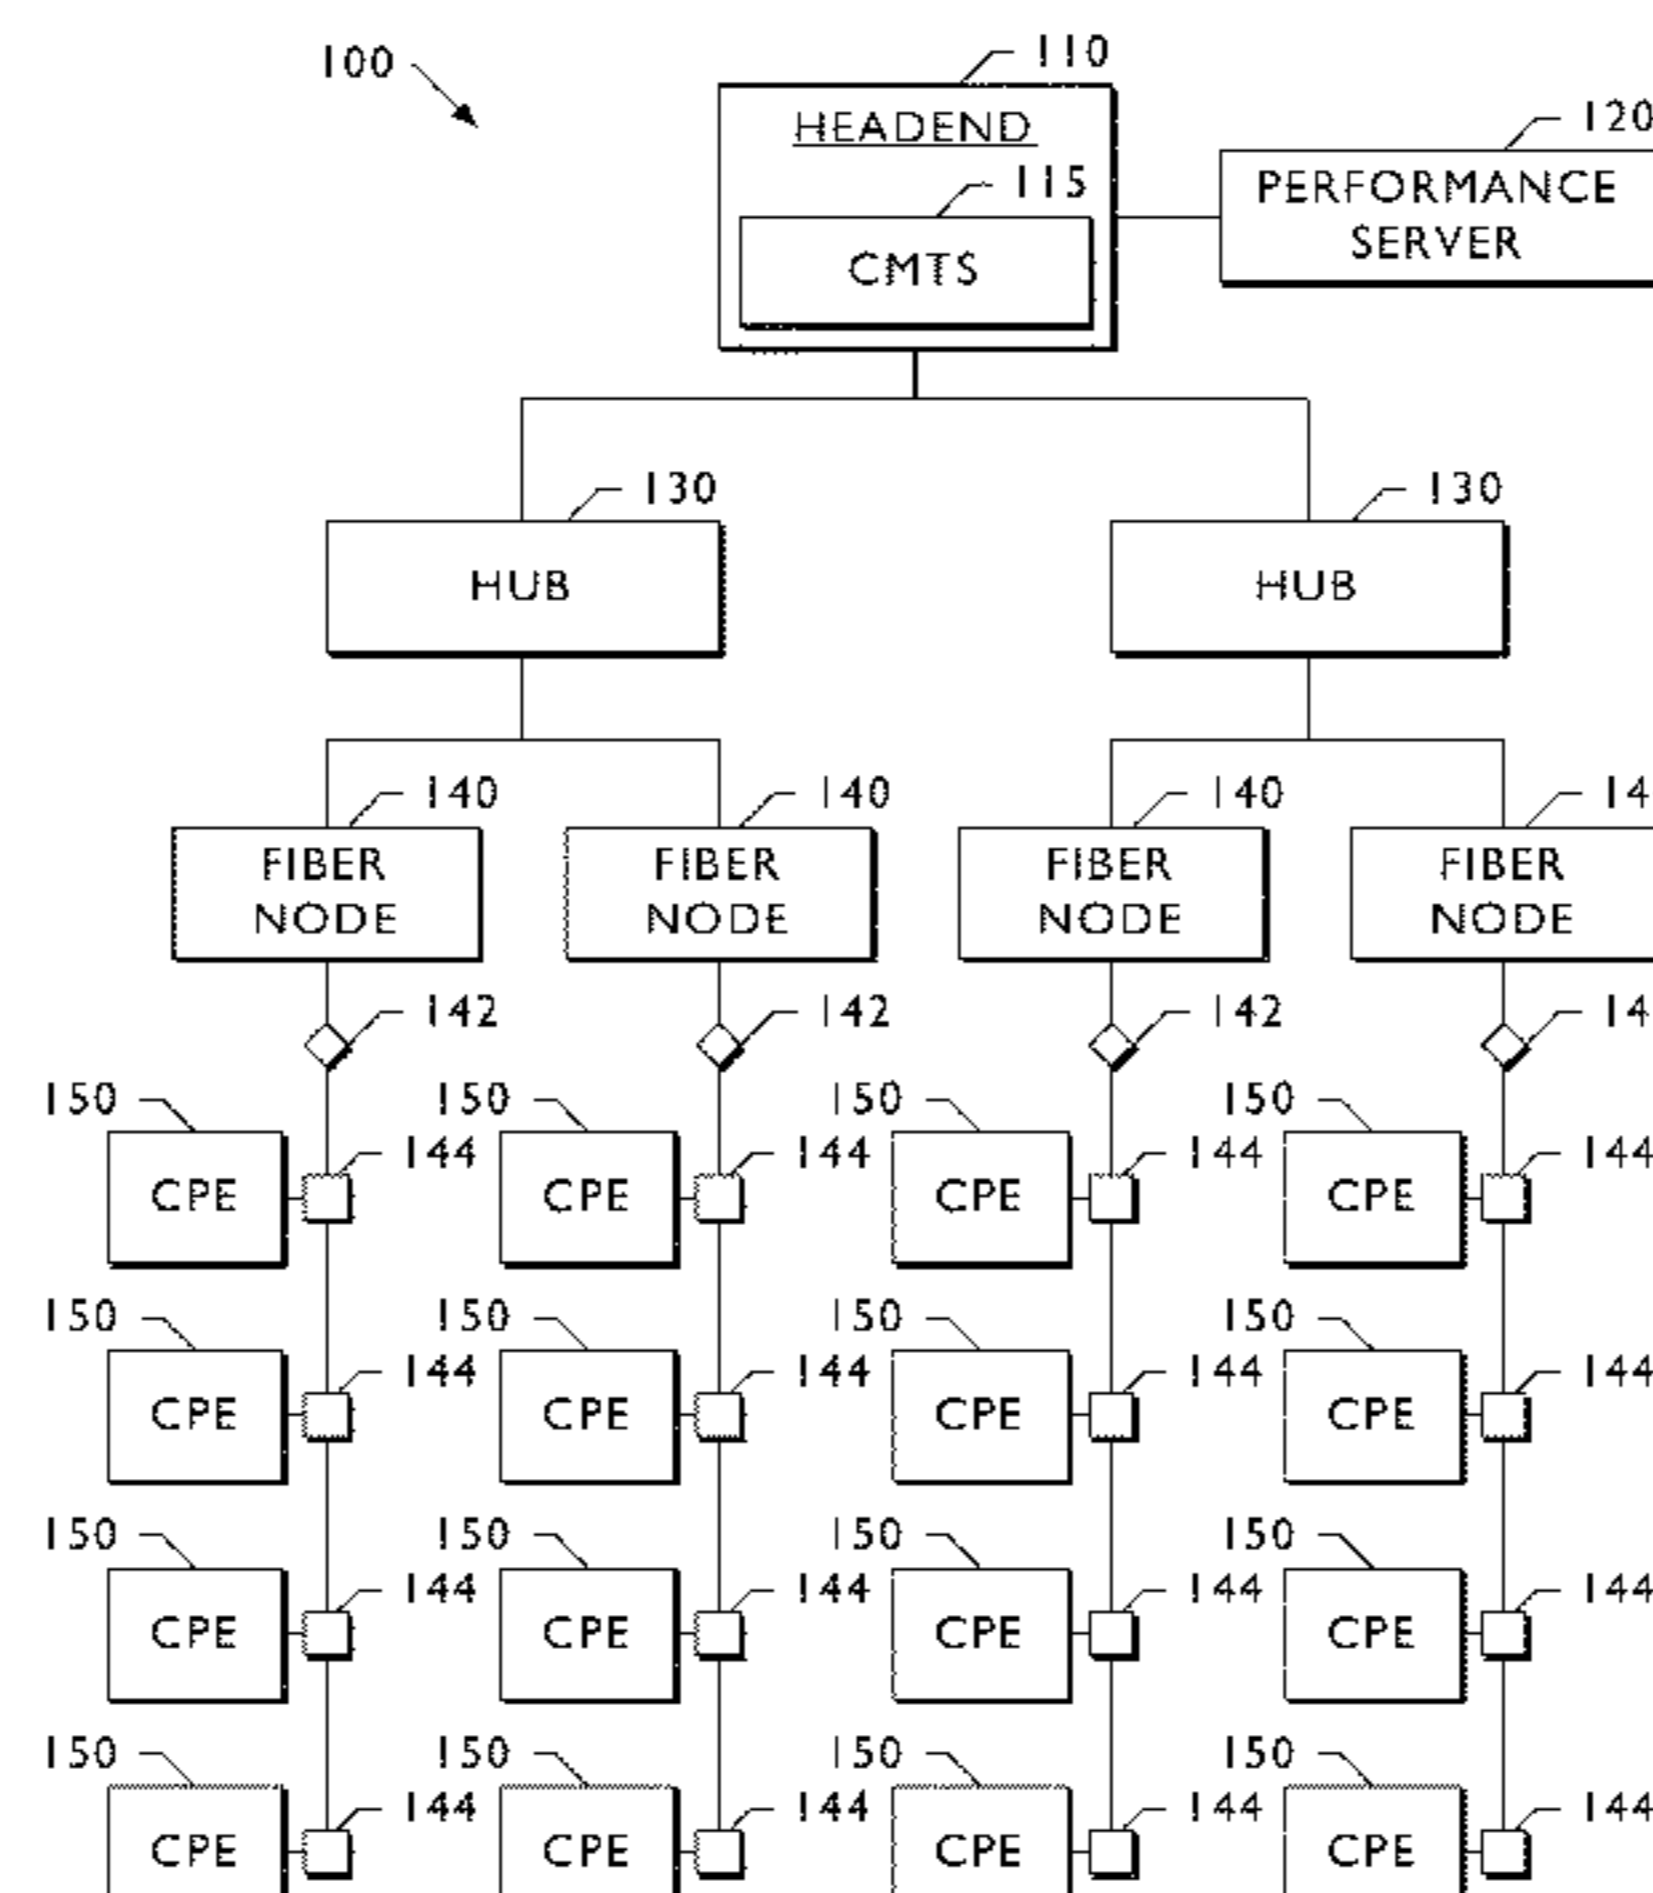 100
110
HEADEND
120
115
PERFORMANCE
SERVER
CMTS
130 130
HUB HUB
140 140 140 14
FIBER FIBER FIBER FIBER
NODE NODE NODE NODE
142 142 142 14
150 150 150 150
144 144 144 144
CPE CPE CPE CPE
150 150 150 150
144 144 144 144
CPE CPE CPE CPE
150 150 150 150
144 144 144 144
CPE CPE CPE CPE
150 150 150 150
144 144 144 144
CPE CPE CPE CPE